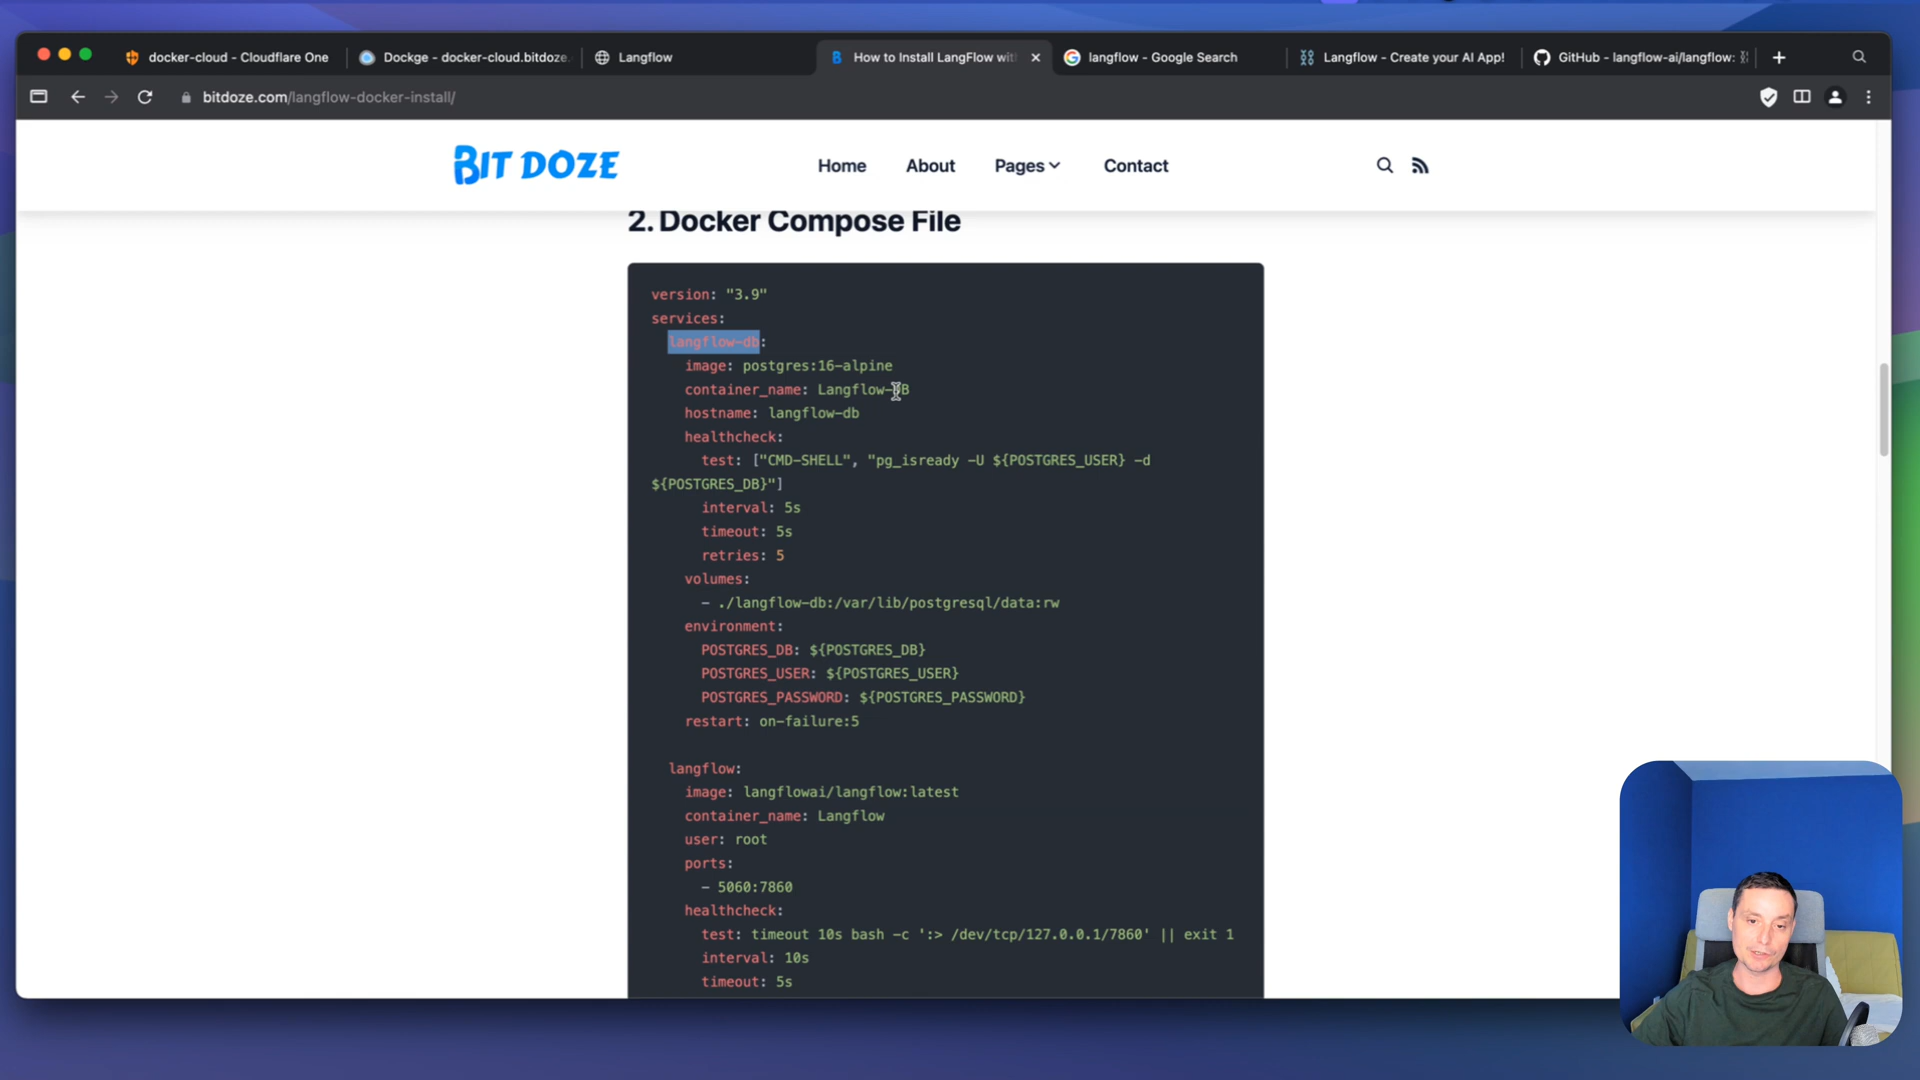 docker-cloud - Cloudflare One
Dockge - docker-cloud.bitdoze.
Langflow
How to Install LangFlow with
langflow - Google Search
Langflow - Create your AI App!
GitHub - langflow-ai/langflow:
bitdoze.com/langflow-docker-install/
BIT DOZE
Home
About
Pages
Contact
2. Docker Compose File
version: "3.9"
services:
langflow-db:
image: postgres:16-alpine
container_name: Langflow-DB
hostname: langflow-db
healthcheck:
test: ["CMD-SHELL", "pg_isready -U ${POSTGRES_USER} -d
${POSTGRES_DB}"]
interval: 5s
timeout: 5s
retries: 5
volumes:
- ./langflow-db:/var/lib/postgresql/data:rw
environment:
POSTGRES_DB: ${POSTGRES_DB}
POSTGRES_USER: ${POSTGRES_USER}
POSTGRES_PASSWORD: ${POSTGRES_PASSWORD}
restart: on-failure:5
langflow:
image: langflowai/langflow:latest
container_name: Langflow
user: root
ports:
- 5060:7860
healthcheck:
test: timeout 10s bash -c ':> /dev/tcp/127.0.0.1/7860' || exit 1
interval: 10s
timeout: 5s